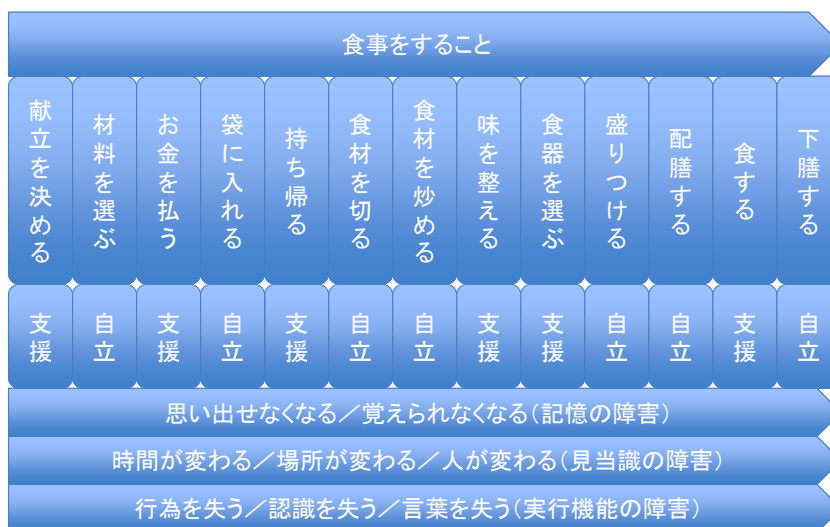 食事をすること
献立を決める
材料を選ぶ
お金を払う
袋に入れる
持ち帰る
食材を切る
食材を炒める
味を整える
食器を選ぶ
盛りつける
配膳する
食する
下膳する
支援
自立
支援
自立
支援
自立
自立
支援
支援
自立
自立
支援
自立
思い出せなくなる／覚えられなくなる(記憶の障害)
時間が変わる／場所が変わる／人が変わる(見当識の障害)
行為を失う／認識を失う／言葉を失う(実行機能の障害)